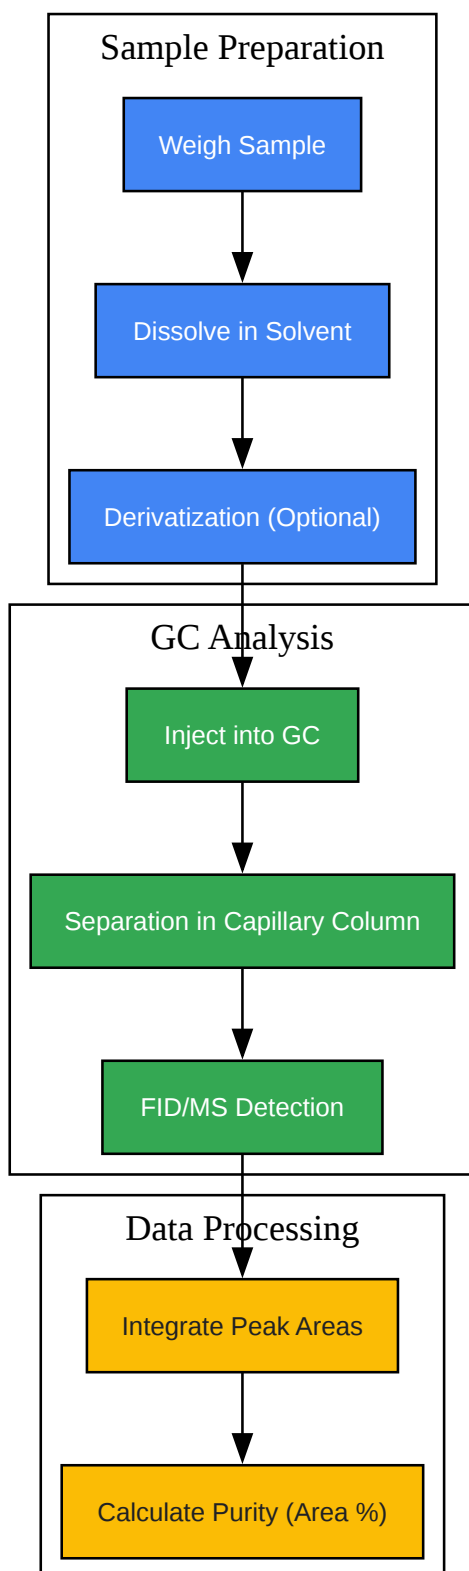 Sample Preparation
Weigh Sample
Dissolve in Solvent
Derivatization (Optional)
GC Analysis
Inject into GC
Separation in Capillary Column
FID/MS Detection
Data Processing
Integrate Peak Areas
Calculate Purity (Area %)